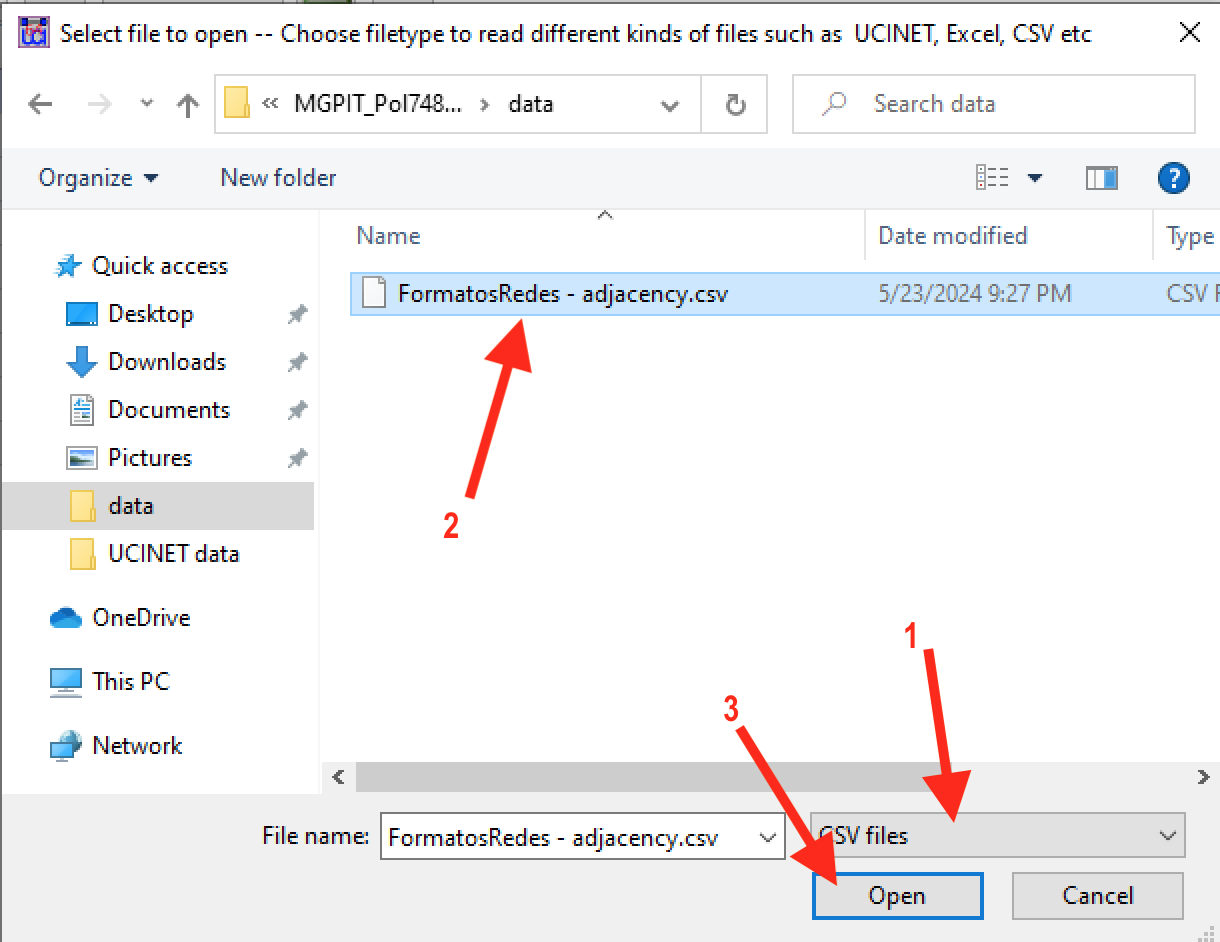 Select file to open -- Choose filetype to read different kinds of files such as  UCINET, Excel, CSV etc
« MGPIT_Pol748... › data
Search data
Organize
New folder
?
Name
Date modified
Type
Quick access
Desktop
Downloads
Documents
Pictures
data
UCINET data
OneDrive
This PC
Network
FormatosRedes - adjacency.csv
5/23/2024 9:27 PM
CSV F
2
1
3
File name:
FormatosRedes - adjacency.csv
CSV files
Open
Cancel